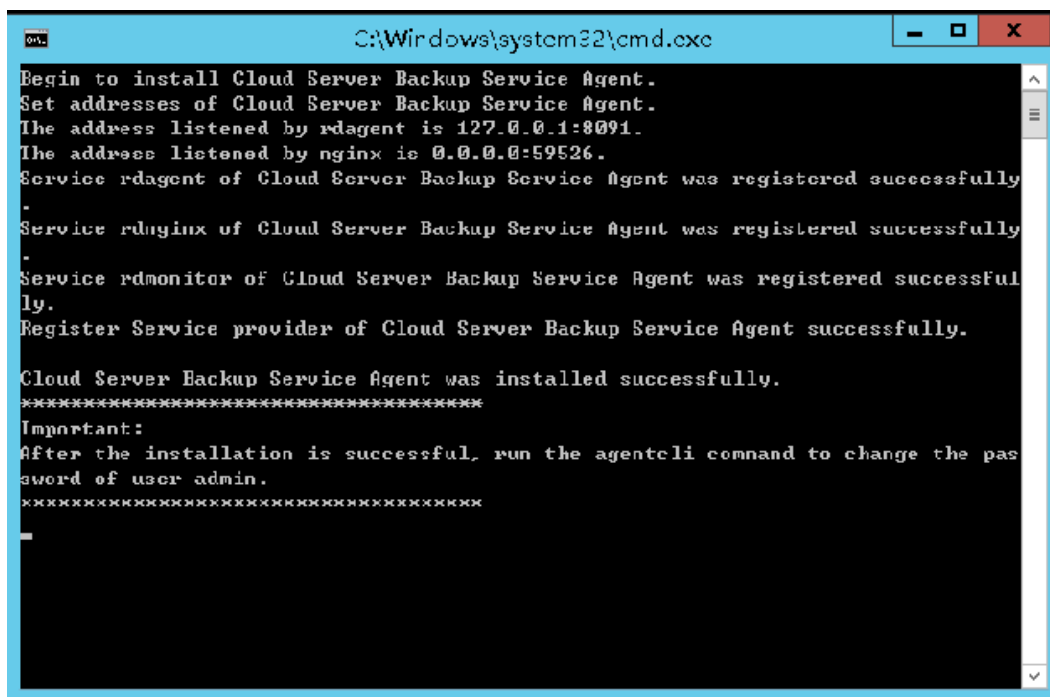 C:\Windows\system32\cmd.exe
Begin to install Cloud Server Backup Service Agent.
Set addresses of Cloud Server Backup Service Agent.
The address listened by rdagent is 127.0.0.1:8091.
The address listened by nginx is 0.0.0.0:59526.
Service rdagent of Cloud Server Backup Service Agent was registered successfully
.
Service rdnginx of Cloud Server Backup Service Agent was registered successfully
.
Service rdmonitor of Cloud Server Backup Service Agent was registered successful
ly.
Register Service provider of Cloud Server Backup Service Agent successfully.
Cloud Server Backup Service Agent was installed successfully.
*************************************
Important:
After the installation is successful, run the agentcli command to change the pas
sword of user admin.
*************************************